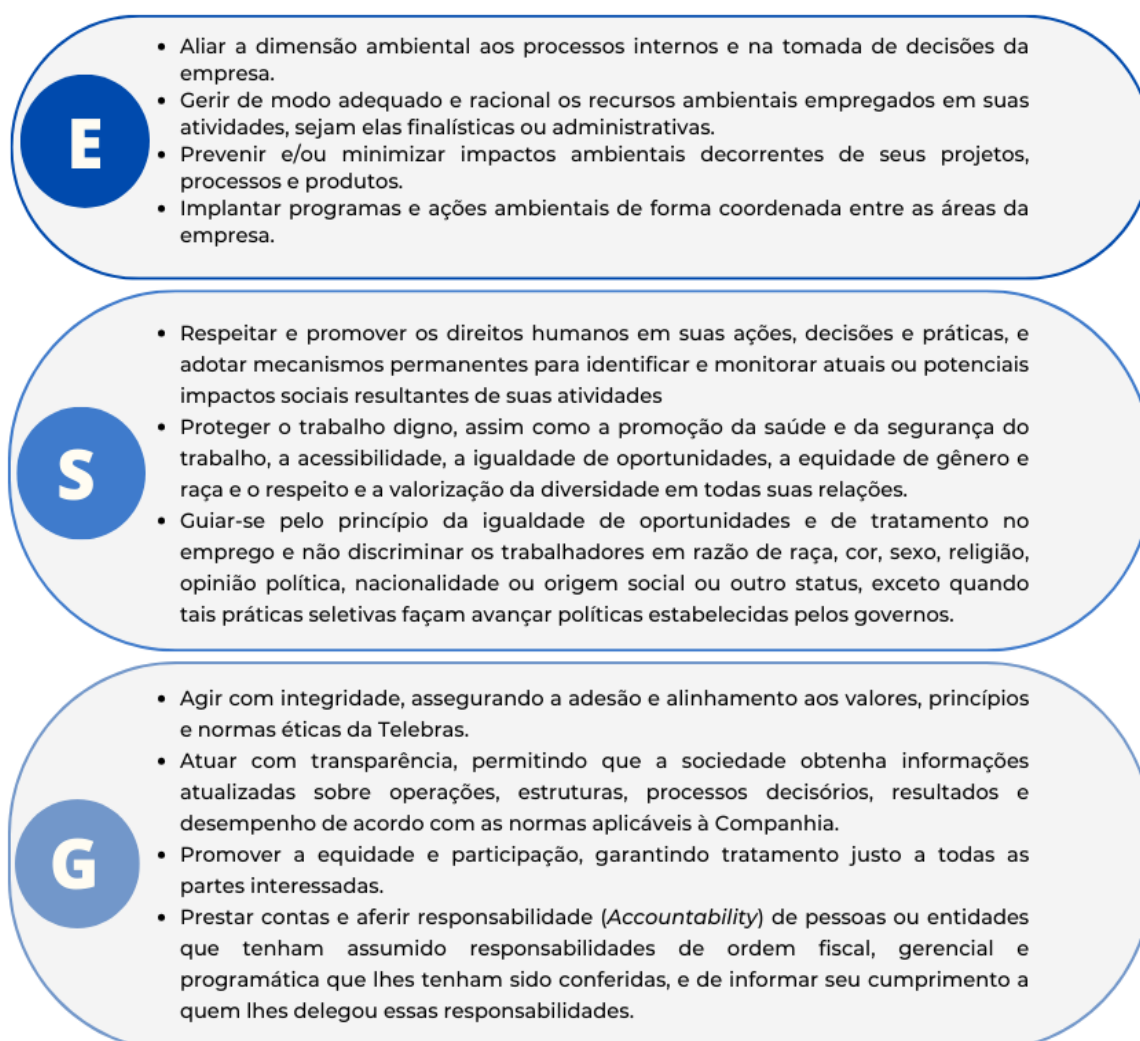 E
• Aliar a dimensão ambiental aos processos internos e na tomada de decisões da
empresa.
• Gerir de modo adequado e racional os recursos ambientais empregados em suas
atividades, sejam elas finalísticas ou administrativas.
• Prevenir e/ou minimizar impactos ambientais decorrentes de seus projetos,
processos e produtos.
• Implantar programas e ações ambientais de forma coordenada entre as áreas da
empresa.
S
• Respeitar e promover os direitos humanos em suas ações, decisões e práticas, e
adotar mecanismos permanentes para identificar e monitorar atuais ou potenciais
impactos sociais resultantes de suas atividades
• Proteger o trabalho digno, assim como a promoção da saúde e da segurança do
trabalho, a acessibilidade, a igualdade de oportunidades, a equidade de gênero e
raça e o respeito e a valorização da diversidade em todas suas relações.
• Guiar-se pelo princípio da igualdade de oportunidades e de tratamento no
emprego e não discriminar os trabalhadores em razão de raça, cor, sexo, religião,
opinião política, nacionalidade ou origem social ou outro status, exceto quando
tais práticas seletivas façam avançar políticas estabelecidas pelos governos.
G
• Agir com integridade, assegurando a adesão e alinhamento aos valores, princípios
e normas éticas da Telebras.
• Atuar com transparência, permitindo que a sociedade obtenha informações
atualizadas sobre operações, estruturas, processos decisórios, resultados e
desempenho de acordo com as normas aplicáveis à Companhia.
• Promover a equidade e participação, garantindo tratamento justo a todas as
partes interessadas.
• Prestar contas e aferir responsabilidade (Accountability) de pessoas ou entidades
que tenham assumido responsabilidades de ordem fiscal, gerencial e
programática que lhes tenham sido conferidas, e de informar seu cumprimento a
quem lhes delegou essas responsabilidades.